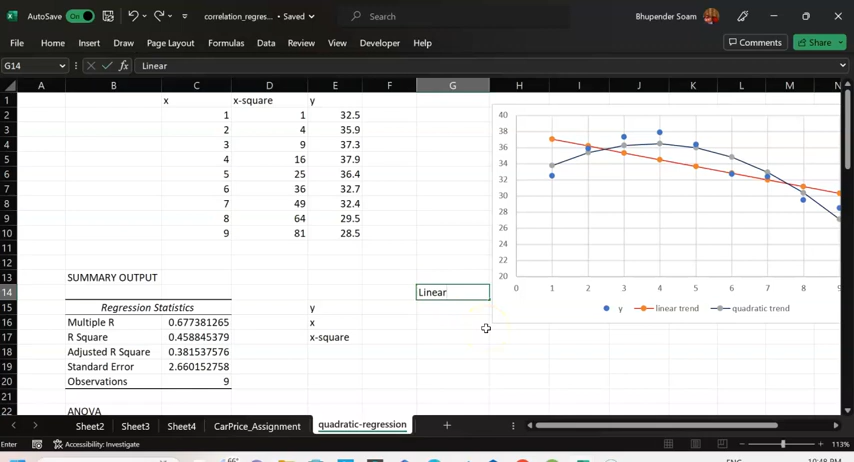 AutoSave On correlation_regres... • Saved Search Bhupender Soam
File Home Insert Draw Page Layout Formulas Data Review View Developer Help Comments Share
G14 fx Linear
A B C D E F G H I J K L M N
1 x x-square y
2 1 1 32.5
3 2 4 35.9
4 3 9 37.3
5 4 16 37.9
6 5 25 36.4
7 6 36 32.7
8 7 49 32.4
9 8 64 29.5
10 9 81 28.5
11
12
13 SUMMARY OUTPUT
14 Linear
15 Regression Statistics y
16 Multiple R 0.677381265 x
17 R Square 0.458845379 x-square
18 Adjusted R Square 0.381537576
19 Standard Error 2.660152758
20 Observations 9
21
22 ANOVA
40
38
36
34
32
30
28
26
24
22
20
0 1 2 3 4 5 6 7 8 9
y linear trend quadratic trend
Sheet2 Sheet3 Sheet4 CarPrice_Assignment quadratic-regression
Enter Accessibility: Investigate 113%
66° ENG 10:48 PM